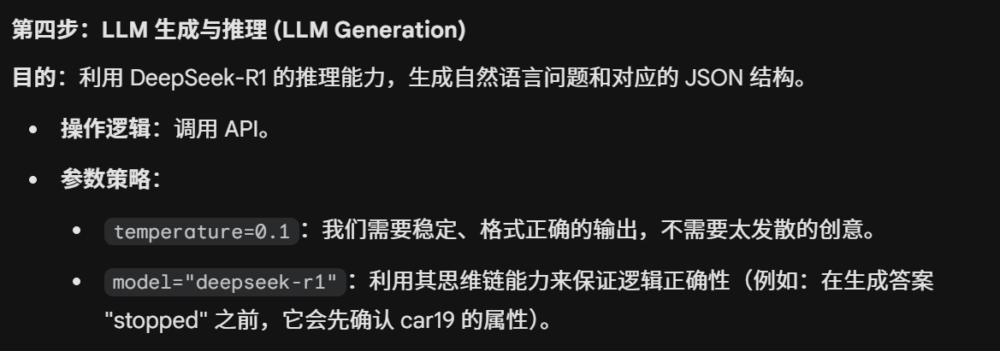 第四步：LLM 生成与推理 (LLM Generation)
目的：利用 DeepSeek-R1 的推理能力，生成自然语言问题和对应的 JSON 结构。
• 操作逻辑：调用 API。
• 参数策略：
• temperature=0.1：我们需要稳定、格式正确的输出，不需要太发散的创意。
• model="deepseek-r1"：利用其思维链能力来保证逻辑正确性（例如：在生成答案
"stopped" 之前，它会先确认 car19 的属性）。